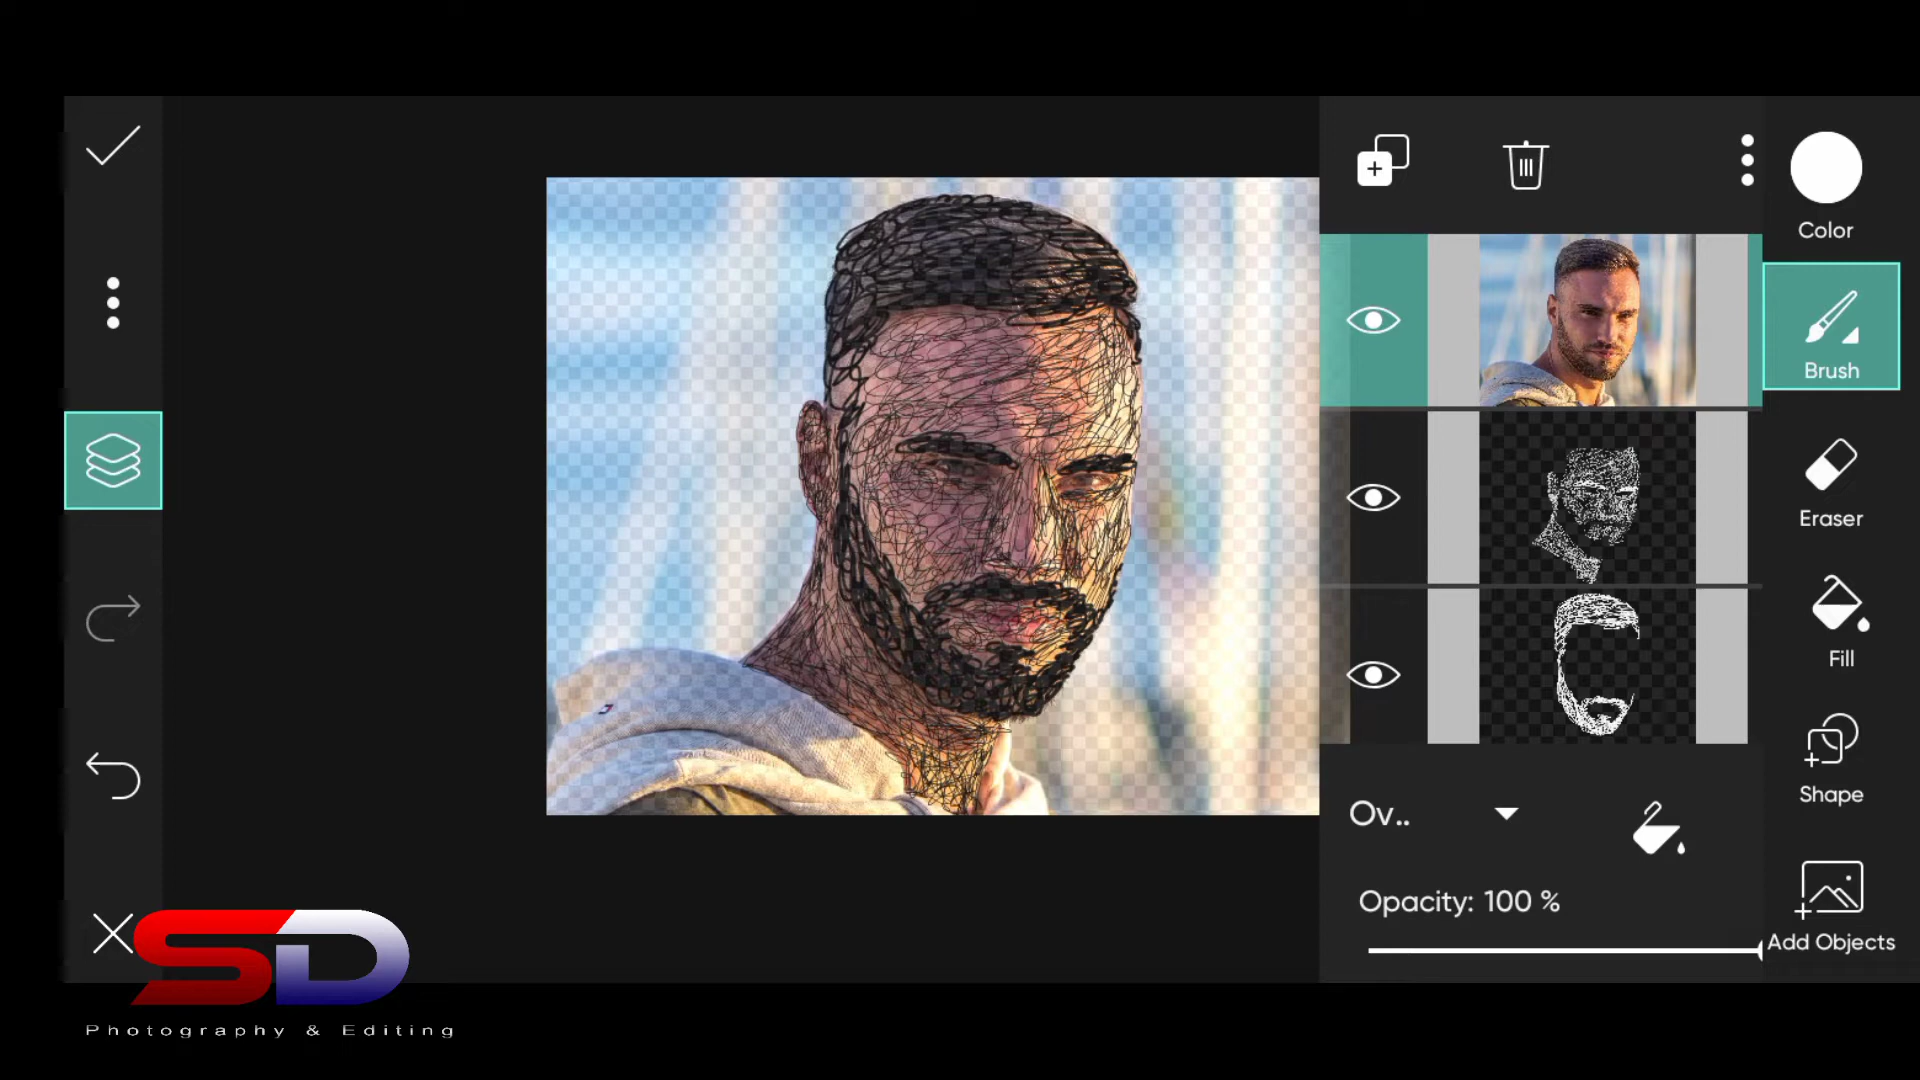 Color
Brush
Eraser
Fill
Shape
Ov..
Opacity: 100 %
Add Objects
SD
Photography & Editing